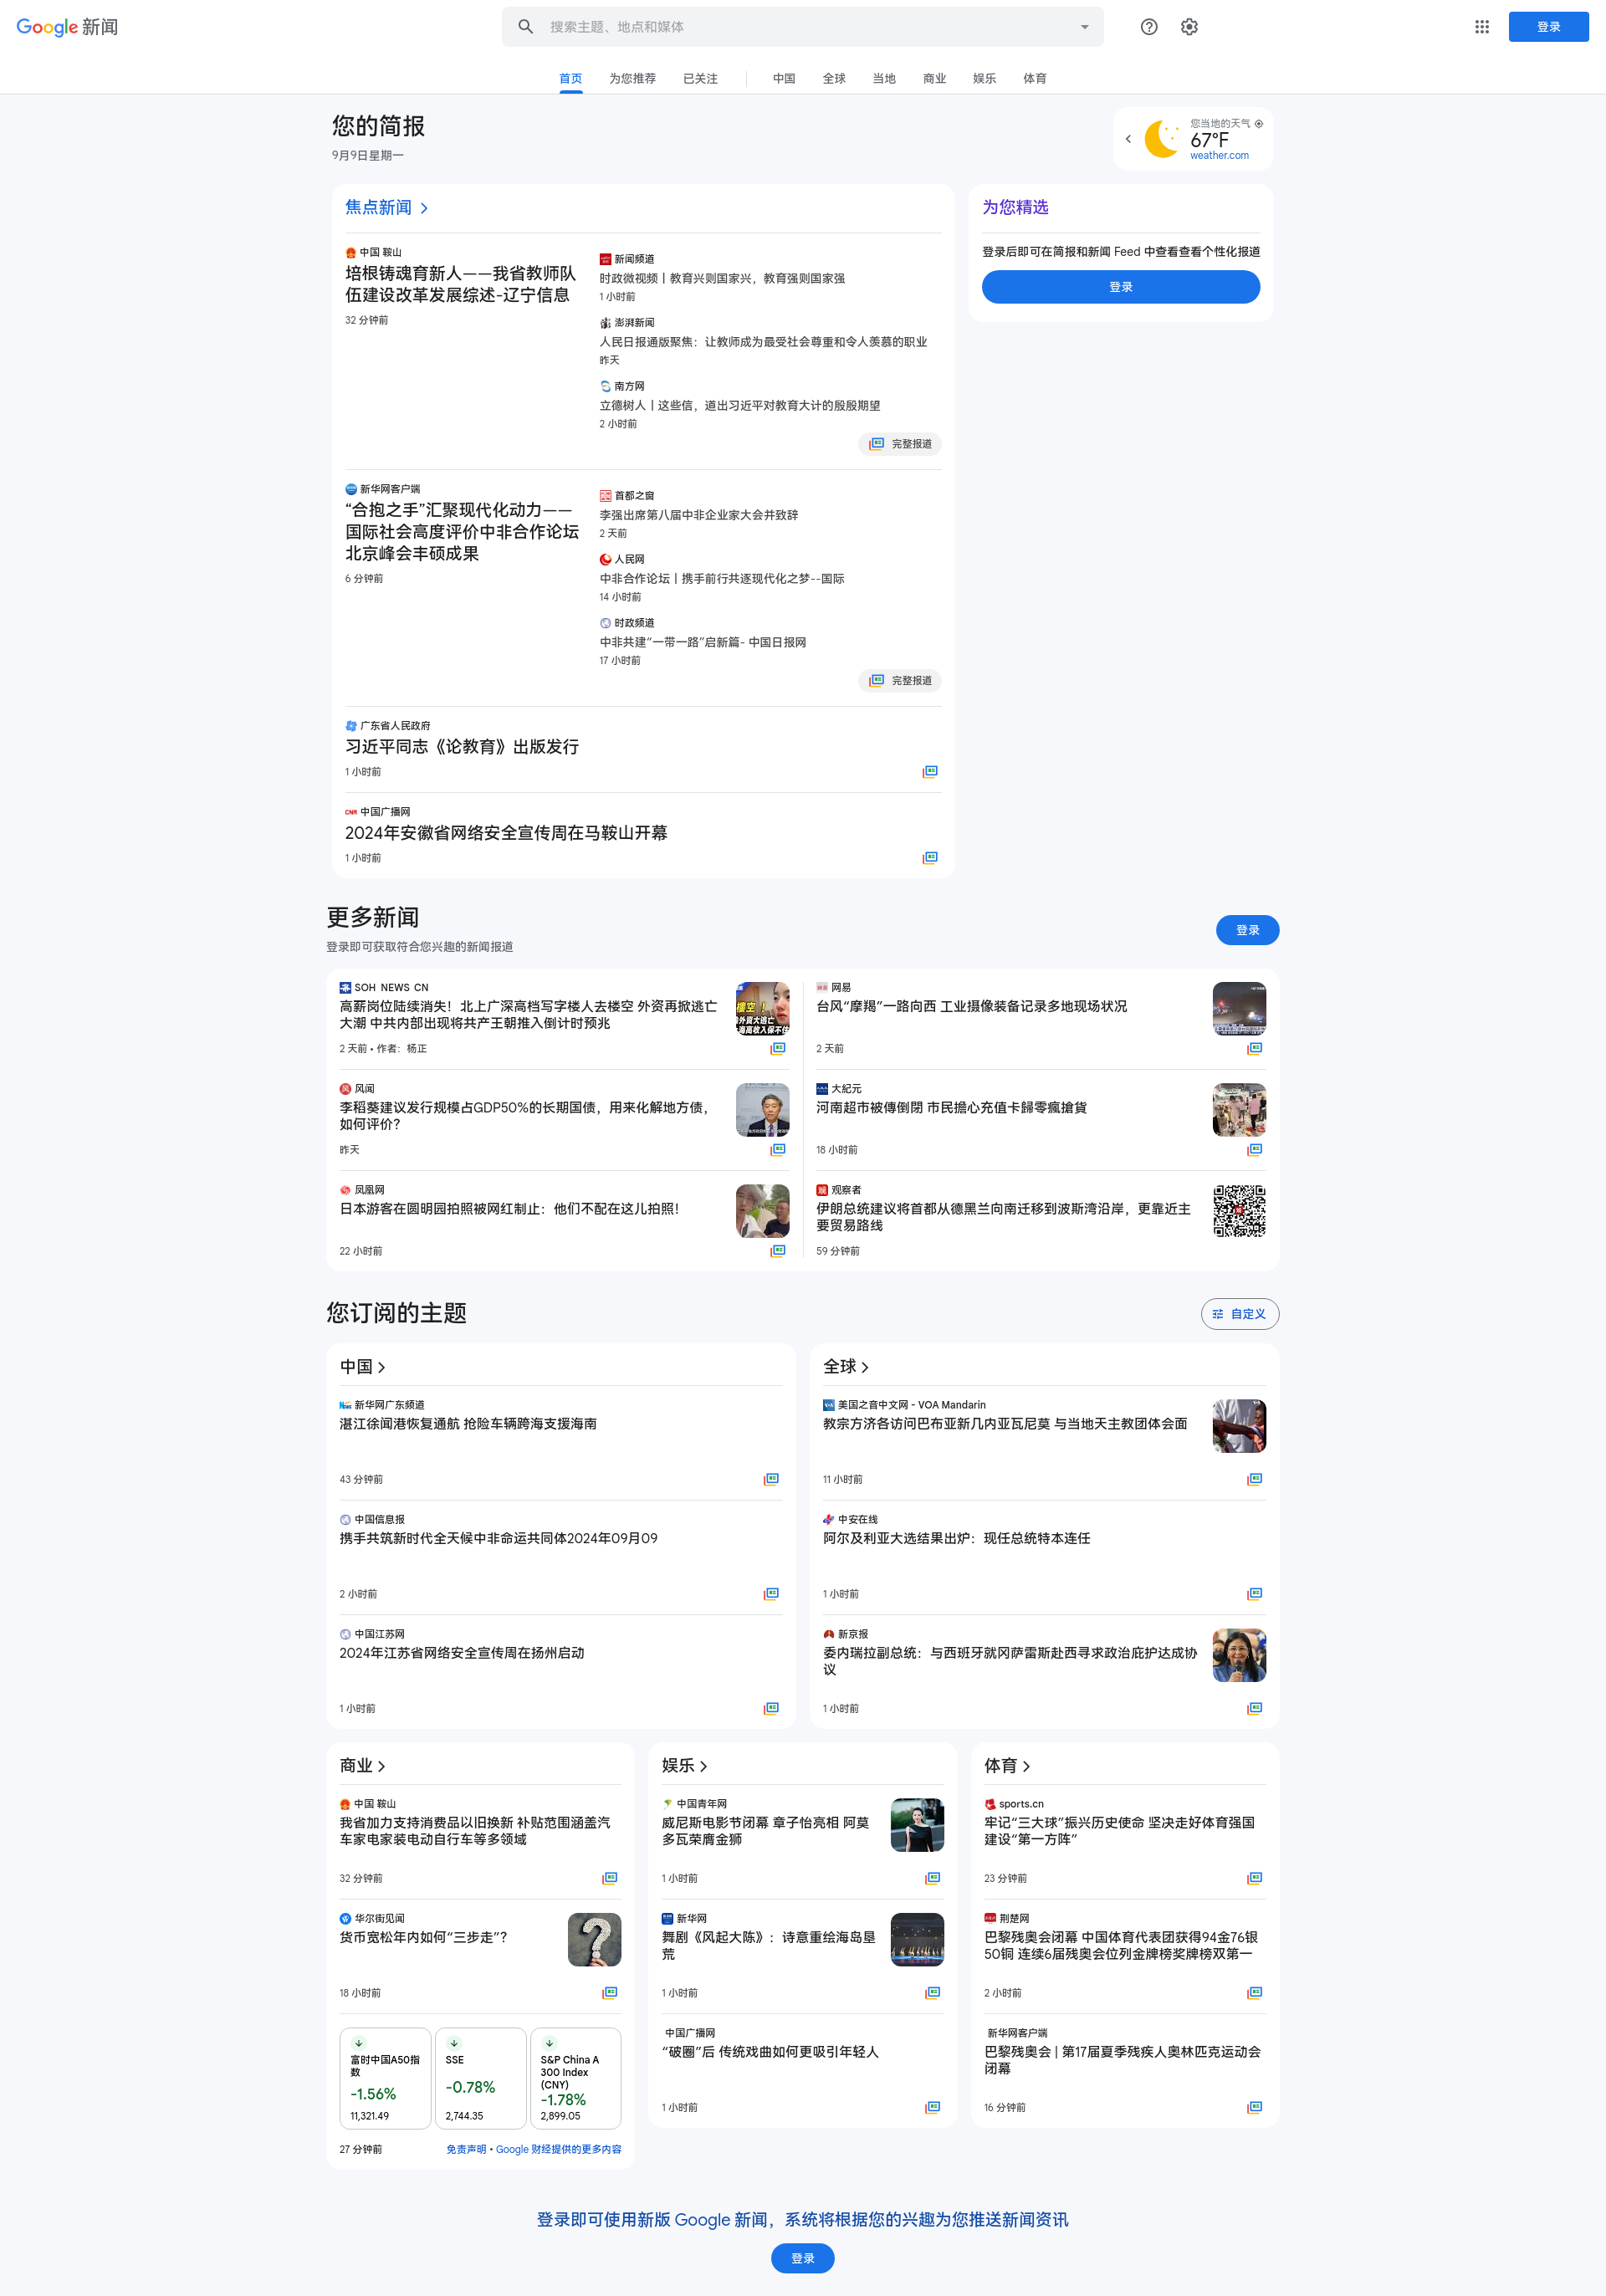 Google 新闻
搜索主题、地点和媒体
登录
首页
为您推荐
已关注
中国
全球
当地
商业
娱乐
体育
您的简报
9月9日星期一
您当地的天气
67°F
weather.com
焦点新闻
中国 鞍山
培根铸魂育新人——我省教师队
伍建设改革发展综述-辽宁信息
32 分钟前
新闻频道
时政微视频丨教育兴则国家兴，教育强则国家强
1 小时前
澎湃新闻
人民日报通版聚焦：让教师成为最受社会尊重和令人羡慕的职业
昨天
南方网
立德树人丨这些信，道出习近平对教育大计的殷殷期望
2 小时前
完整报道
新华网客户端
“合抱之手”汇聚现代化动力——
国际社会高度评价中非合作论坛
北京峰会丰硕成果
6 分钟前
首都之窗
李强出席第八届中非企业家大会并致辞
2 天前
人民网
中非合作论坛丨携手前行共逐现代化之梦--国际
14 小时前
时政频道
中非共建“一带一路”启新篇- 中国日报网
17 小时前
完整报道
广东省人民政府
习近平同志《论教育》出版发行
1 小时前
中国广播网
2024年安徽省网络安全宣传周在马鞍山开幕
1 小时前
为您精选
登录后即可在简报和新闻 Feed 中查看查看个性化报道
登录
更多新闻
登录即可获取符合您兴趣的新闻报道
登录
SOH NEWS CN
高薪岗位陆续消失！北上广深高档写字楼人去楼空 外资再掀逃亡
大潮 中共内部出现将共产王朝推入倒计时预兆
2 天前 • 作者：杨正
风闻
李稻葵建议发行规模占GDP50%的长期国债，用来化解地方债，
如何评价？
昨天
凤凰网
日本游客在圆明园拍照被网红制止：他们不配在这儿拍照！
22 小时前
网易
台风“摩羯”一路向西 工业摄像装备记录多地现场状况
2 天前
大紀元
河南超市被傳倒閉 市民擔心充值卡歸零瘋搶貨
18 小时前
观察者
伊朗总统建议将首都从德黑兰向南迁移到波斯湾沿岸，更靠近主
要贸易路线
59 分钟前
您订阅的主题
自定义
中国
新华网广东频道
湛江徐闻港恢复通航 抢险车辆跨海支援海南
43 分钟前
中国信息报
携手共筑新时代全天候中非命运共同体2024年09月09
2 小时前
中国江苏网
2024年江苏省网络安全宣传周在扬州启动
1 小时前
全球
美国之音中文网 - VOA Mandarin
教宗方济各访问巴布亚新几内亚瓦尼莫 与当地天主教团体会面
11 小时前
中安在线
阿尔及利亚大选结果出炉：现任总统特本连任
1 小时前
新京报
委内瑞拉副总统：与西班牙就冈萨雷斯赴西寻求政治庇护达成协
议
1 小时前
商业
中国 鞍山
我省加力支持消费品以旧换新 补贴范围涵盖汽
车家电家装电动自行车等多领域
32 分钟前
华尔街见闻
货币宽松年内如何“三步走”？
18 小时前
富时中国A50指
数
-1.56%
11,321.49
SSE
-0.78%
2,744.35
S&P China A
300 Index
(CNY)
-1.78%
2,899.05
27 分钟前
免责声明 • Google 财经提供的更多内容
娱乐
中国青年网
威尼斯电影节闭幕 章子怡亮相 阿莫
多瓦荣膺金狮
1 小时前
新华网
舞剧《风起大陈》：诗意重绘海岛垦
荒
1 小时前
中国广播网
“破圈”后 传统戏曲如何更吸引年轻人
1 小时前
体育
sports.cn
牢记“三大球”振兴历史使命 坚决走好体育强国
建设“第一方阵”
23 分钟前
荆楚网
巴黎残奥会闭幕 中国体育代表团获得94金76银
50铜 连续6届残奥会位列金牌榜奖牌榜双第一
2 小时前
新华网客户端
巴黎残奥会 | 第17届夏季残疾人奥林匹克运动会
闭幕
16 分钟前
登录即可使用新版 Google 新闻，系统将根据您的兴趣为您推送新闻资讯
登录